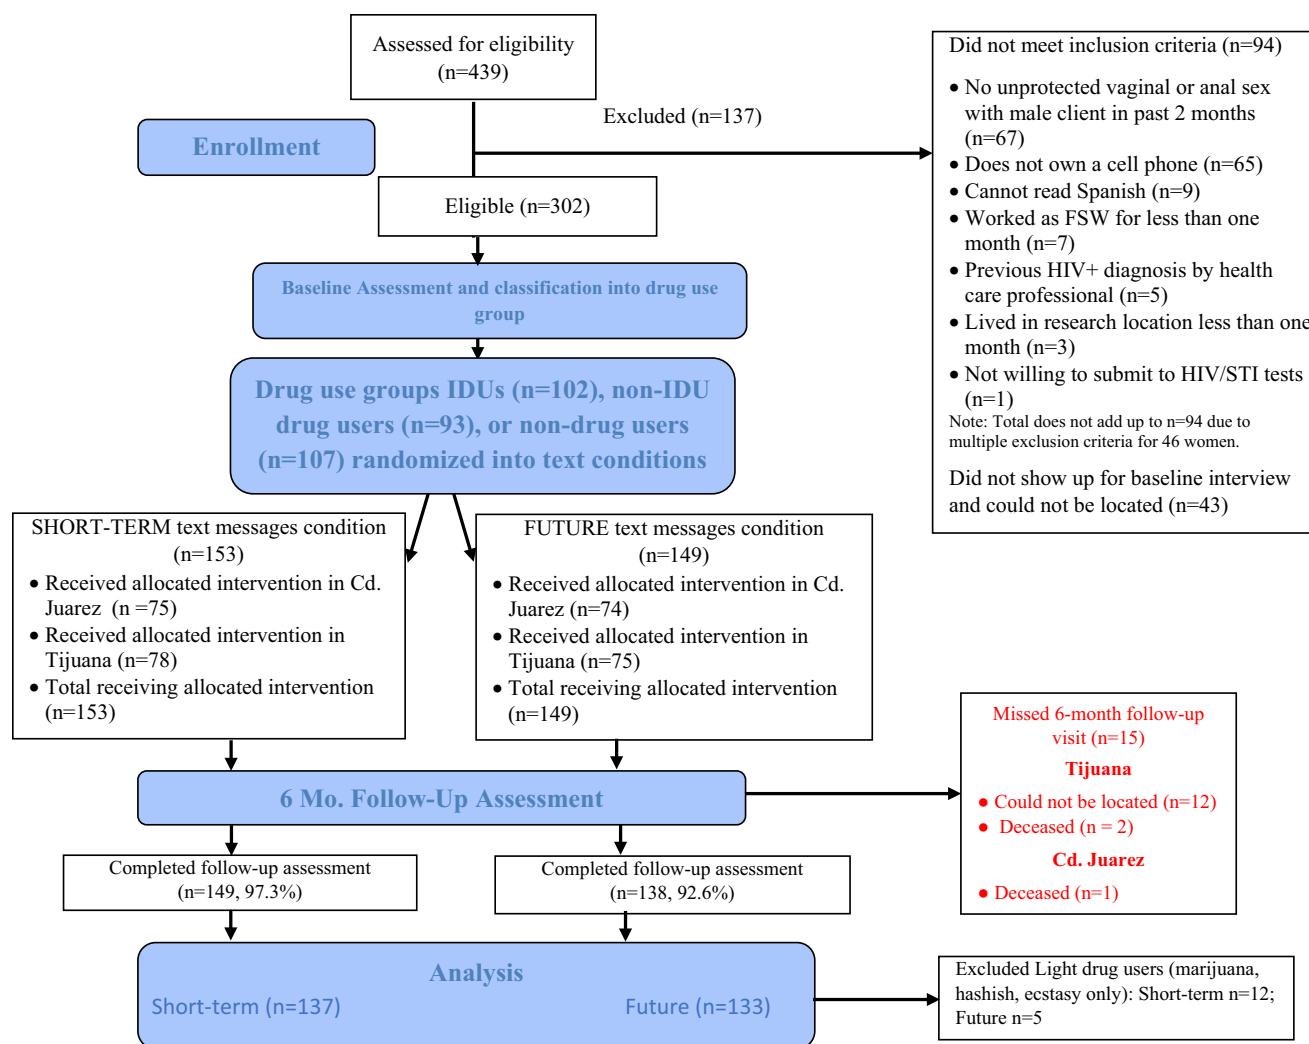 Assessed for eligibility
(n=439)
Excluded (n=137)
Enrollment
Eligible (n=302)
Did not meet inclusion criteria (n=94)
• No unprotected vaginal or anal sex
with male client in past 2 months
(n=67)
• Does not own a cell phone (n=65)
• Cannot read Spanish (n=9)
• Worked as FSW for less than one
month (n=7)
• Previous HIV+ diagnosis by health
care professional (n=5)
• Lived in research location less than one
month (n=3)
• Not willing to submit to HIV/STI tests
(n=1)
Note: Total does not add up to n=94 due to
multiple exclusion criteria for 46 women.
Did not show up for baseline interview
and could not be located (n=43)
Baseline Assessment and classification into drug use
group
Drug use groups IDUs (n=102), non-IDU
drug users (n=93), or non-drug users
(n=107) randomized into text conditions
SHORT-TERM text messages condition
(n=153)
• Received allocated intervention in Cd.
Juarez (n =75)
• Received allocated intervention in
Tijuana (n=78)
• Total receiving allocated intervention
(n=153)
FUTURE text messages condition
(n=149)
• Received allocated intervention in Cd.
Juarez (n=74)
• Received allocated intervention in
Tijuana (n=75)
• Total receiving allocated intervention
(n=149)
6 Mo. Follow-Up Assessment
Missed 6-month follow-up
visit (n=15)
Tijuana
• Could not be located (n=12)
• Deceased (n = 2)
Cd. Juarez
• Deceased (n=1)
Completed follow-up assessment
(n=149, 97.3%)
Completed follow-up assessment
(n=138, 92.6%)
Analysis
Short-term (n=137)
Future (n=133)
Excluded Light drug users (marijuana,
hashish, ecstasy only): Short-term n=12;
Future n=5